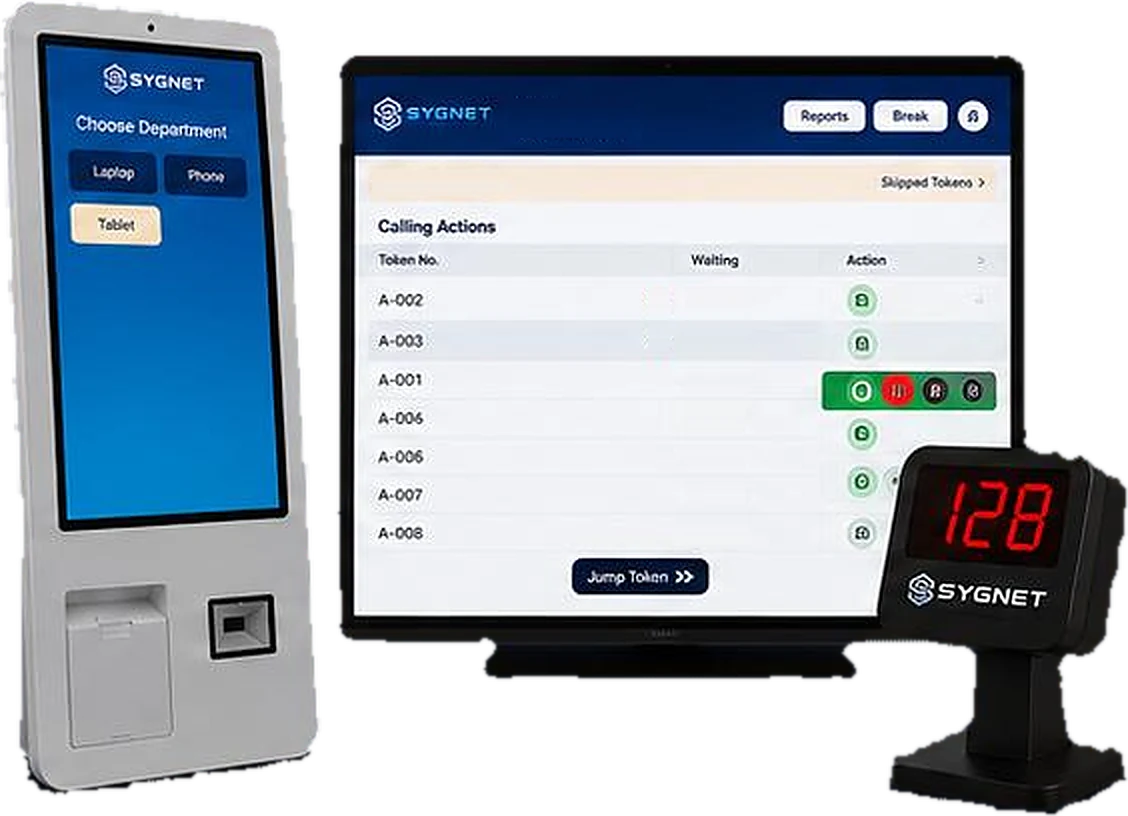 SYGNET
Choose Department
Laptop Phone
Tablet
SYGNET
Reports Break
Skipped Tokens >
Calling Actions
Token No. Waiting Action
A-002
A-003
A-001
A-006
A-006
A-007
A-008
Jump Token >>
128
SYGNET